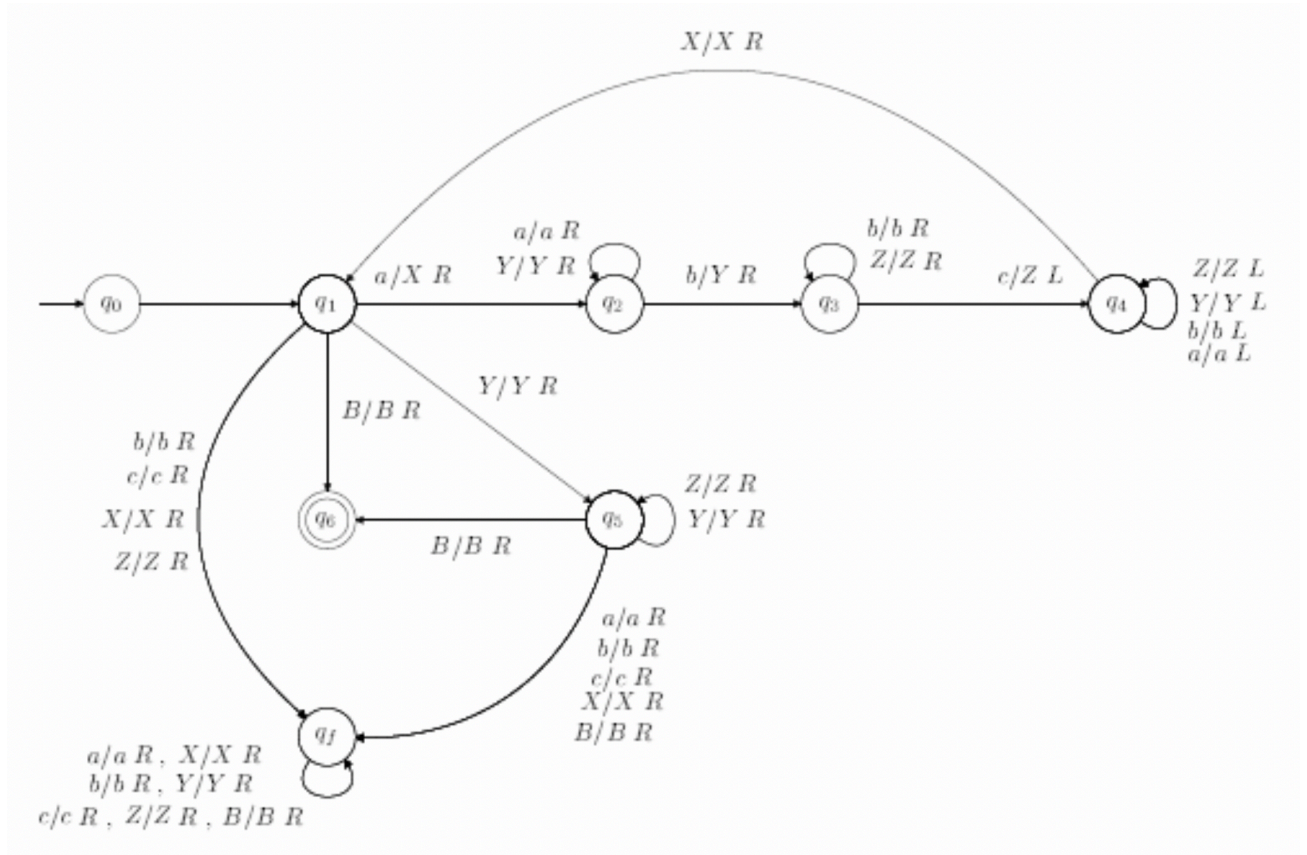 X/X R
a/a R
Y/Y R
b/b R
Z/Z R
a/X R
b/Y R
c/Z L
Z/Z L
Y/Y L
b/b L
a/a L
q0
q1
q2
q3
q4
Y/Y R
B/B R
b/b R
c/c R
X/X R
Z/Z R
q6
B/B R
q5
Z/Z R
Y/Y R
a/a R
b/b R
c/c R
X/X R
B/B R
qf
a/a R , X/X R
b/b R , Y/Y R
c/c R , Z/Z R , B/B R